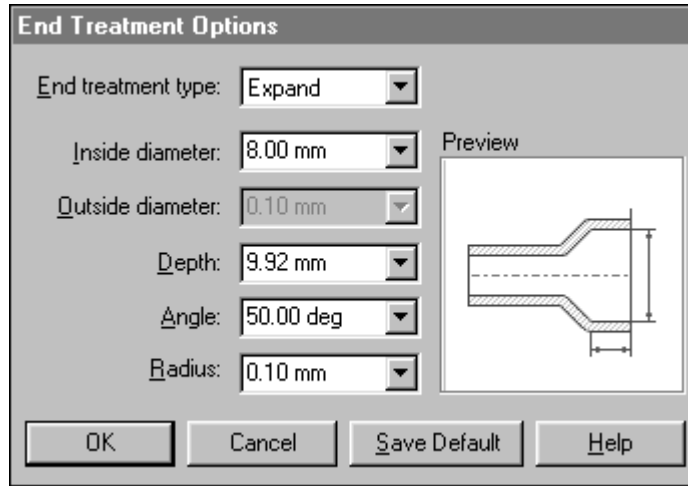 End Treatment Options
End treatment type: Expand
Inside diameter: 8.00 mm
Preview
Outside diameter: 0.10 mm
Depth: 9.92 mm
Angle: 50.00 deg
Radius: 0.10 mm
OK Cancel Save Default Help